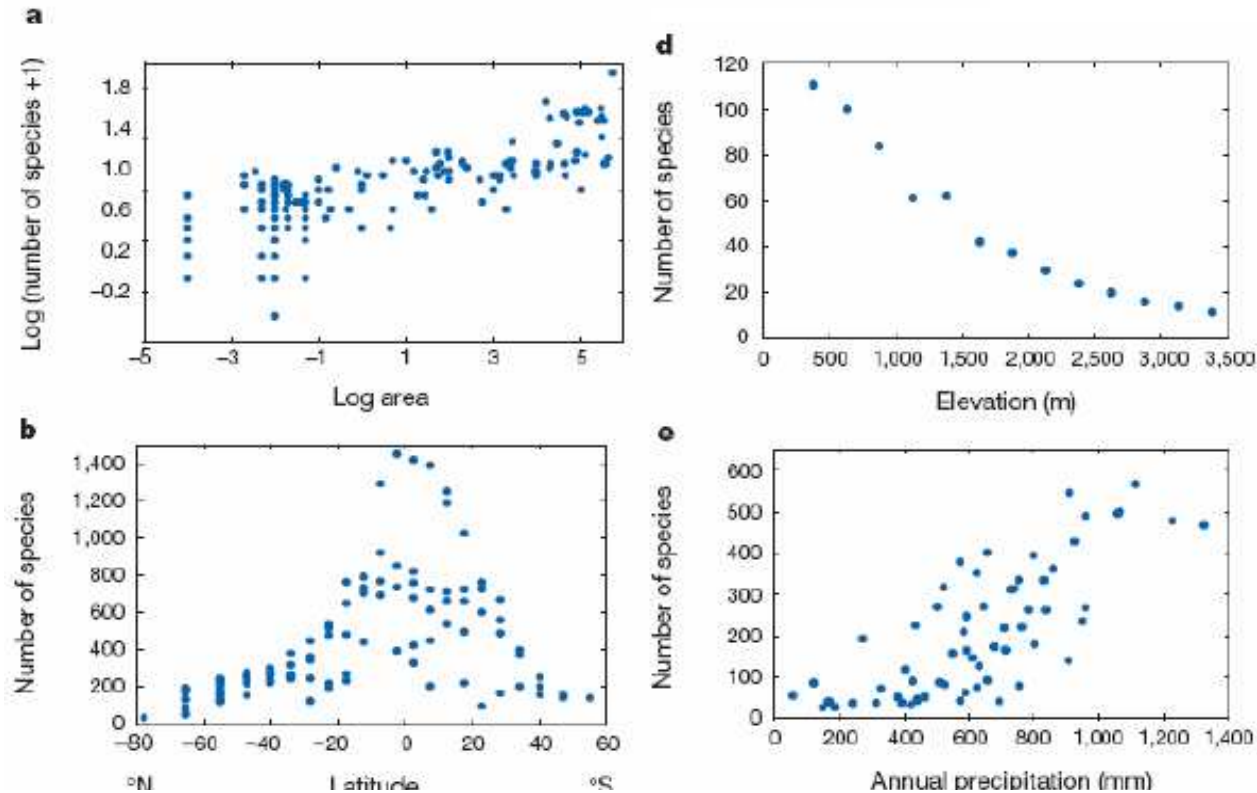 a
Log (number of species +1)
1.8
1.4
1.0
0.6
0.2
–0.2
–5 –3 –1 1 3 5
Log area
d
Number of species
120
100
80
60
40
20
0
0 500 1,000 1,500 2,000 2,500 3,000 3,500
Elevation (m)
b
Number of species
1,400
1,200
1,000
800
600
400
200
0
–80 –60 –40 –20 0 20 40 60
°N Latitude °S
e
Number of species
600
500
400
300
200
100
0
0 200 400 600 800 1,000 1,200 1,400
Annual precipitation (mm)